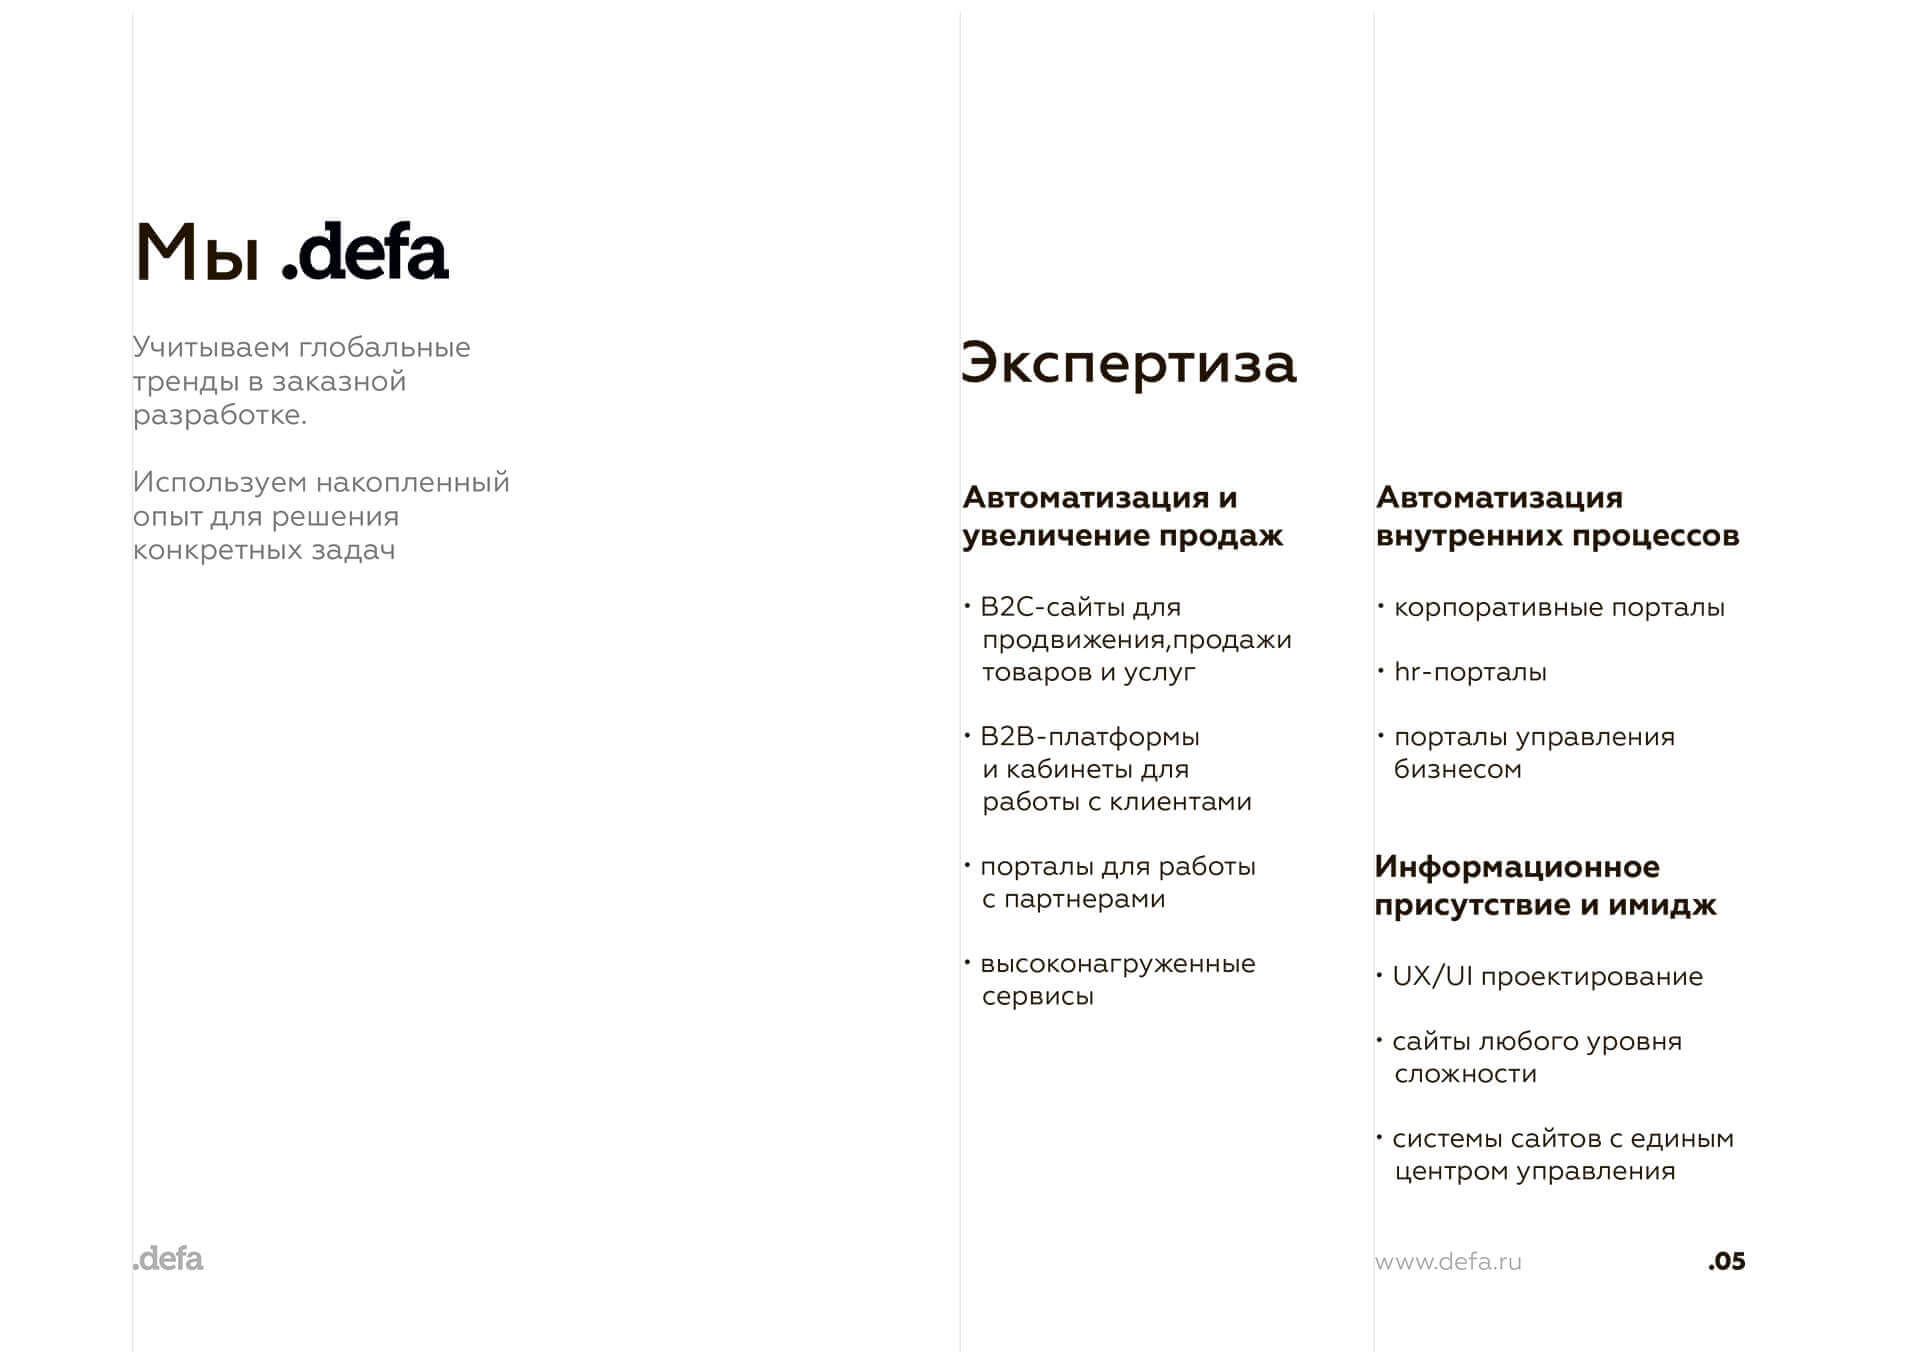 Мы .defa
Учитываем глобальные
тренды в заказной
разработке.
Используем накопленный
опыт для решения
конкретных задач
Экспертиза
Автоматизация и
увеличение продаж
• B2C-сайты для
продвижения,продажи
товаров и услуг
• B2B-платформы
и кабинеты для
работы с клиентами
• порталы для работы
с партнерами
• высоконагруженные
сервисы
Автоматизация
внутренних процессов
• корпоративные порталы
• hr-порталы
• порталы управления
бизнесом
Информационное
присутствие и имидж
• UX/UI проектирование
• сайты любого уровня
сложности
• системы сайтов с единым
центром управления
.defa
www.defa.ru
.05